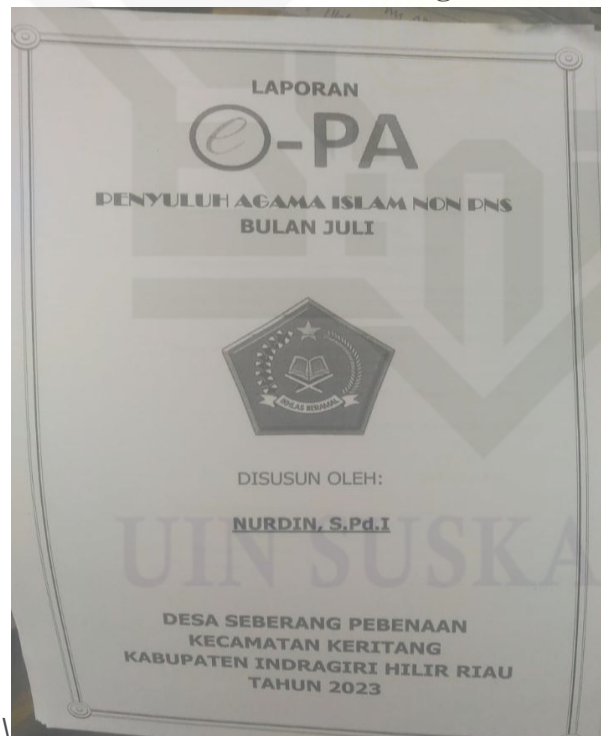 LAPORAN
e-PA
PENYULUH AGAMA ISLAM NON PNS
BULAN JULI
IKHLAS BERAMAL
DISUSUN OLEH:
NURDIN, S.Pd.I
UIN SUSKA
DESA SEBERANG PEBENAAN
KECAMATAN KERITANG
KABUPATEN INDRAGIRI HILIR RIAU
TAHUN 2023
\